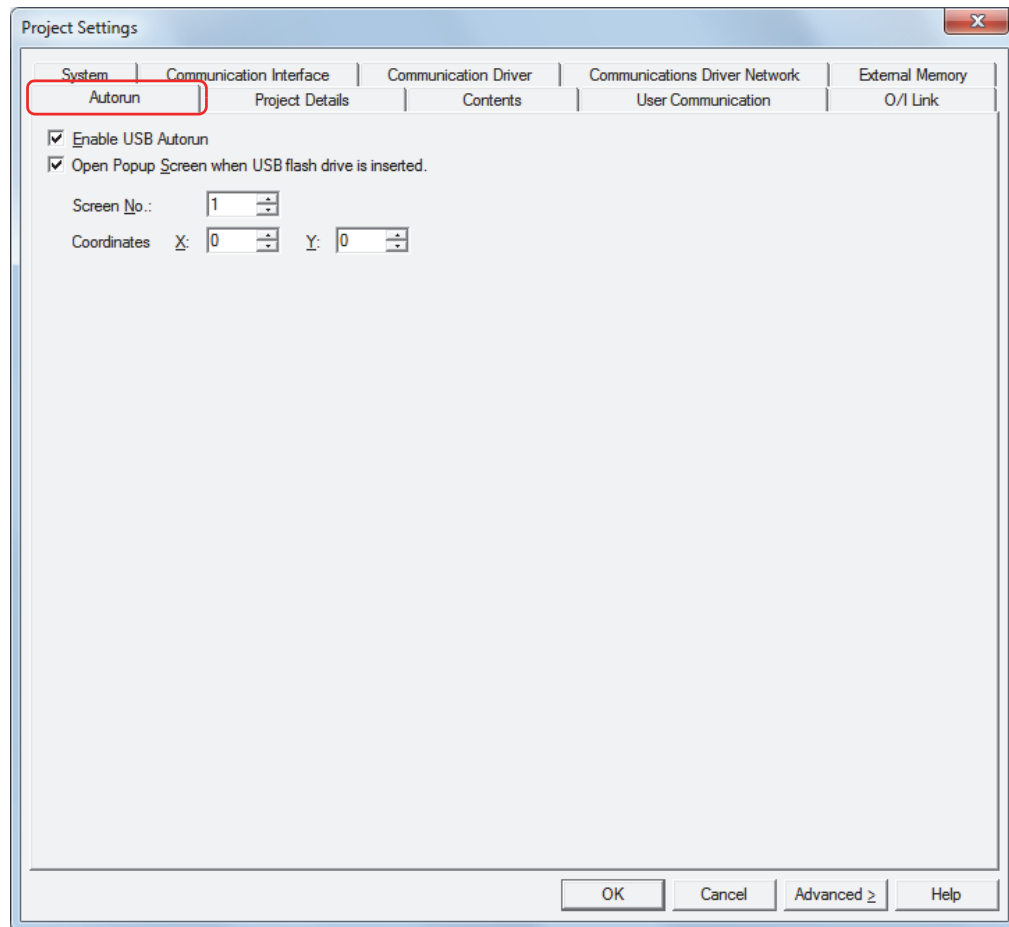 Project Settings
System Communication Interface Communication Driver Communications Driver Network External Memory
Autorun Project Details Contents User Communication O/I Link
Enable USB Autorun
Open Popup Screen when USB flash drive is inserted.
Screen No.: 1
Coordinates X: 0 Y: 0
OK Cancel Advanced > Help